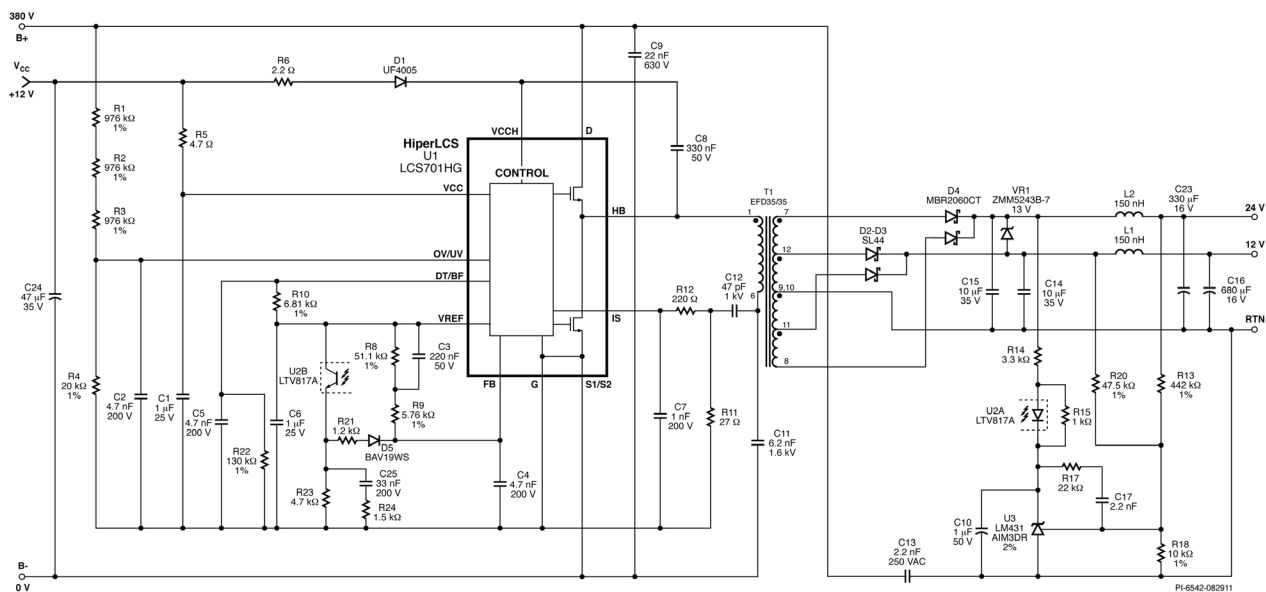 380 V
B+
VCC
+12 V
R6
2.2 Ω
D1
UF4005
C9
22 nF
630 V
R1
976 kΩ
1%
R2
976 kΩ
1%
R3
976 kΩ
1%
R5
4.7 Ω
HiperLCS
U1
LCS701HG
VCCH
D
CONTROL
VCC
HB
OV/UV
DT/BF
VREF
IS
FB
G
S1/S2
C8
330 nF
50 V
C24
47 µF
35 V
R4
20 kΩ
1%
C2
4.7 nF
200 V
C1
1 µF
25 V
C5
4.7 nF
200 V
R22
130 kΩ
1%
R10
6.81 kΩ
1%
C6
1 µF
25 V
U2B
LTV817A
R8
51.1 kΩ
1%
C3
220 nF
50 V
R9
5.76 kΩ
1%
R21
1.2 kΩ
D5
BAV19WS
R23
4.7 kΩ
C25
33 nF
200 V
R24
1.5 kΩ
C4
4.7 nF
200 V
C7
1 nF
200 V
R12
220 Ω
R11
27 Ω
C12
47 pF
1 kV
C11
6.2 nF
1.6 kV
T1
EFD35/35
1
6
7
12
9,10
11
8
D4
MBR2060CT
D2-D3
SL44
VR1
ZMM5243B-7
13 V
L2
150 nH
L1
150 nH
C23
330 µF
16 V
24 V
12 V
RTN
C15
10 µF
35 V
C14
10 µF
35 V
C16
680 µF
16 V
R14
3.3 kΩ
R20
47.5 kΩ
1%
R13
442 kΩ
1%
U2A
LTV817A
R15
1 kΩ
R17
22 kΩ
C17
2.2 nF
C10
1 µF
50 V
U3
LM431
AIM3DR
2%
R18
10 kΩ
1%
C13
2.2 nF
250 VAC
B-
0 V
PI-6542-082911